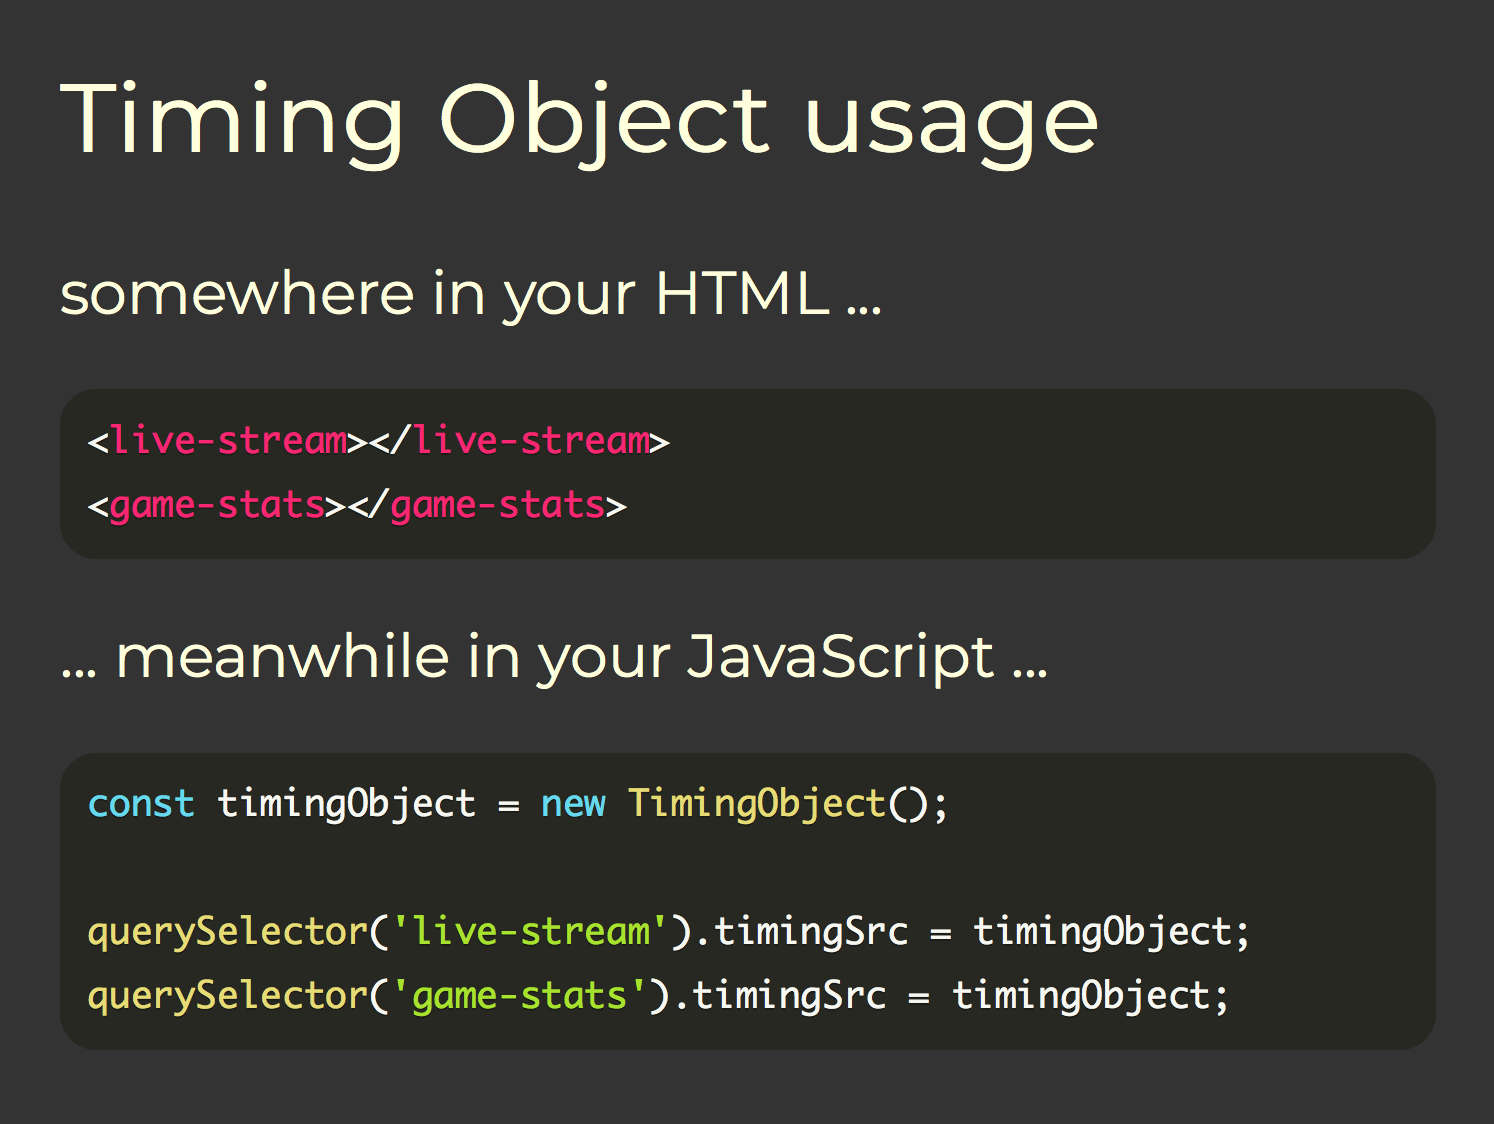 Timing Object usage
somewhere in your HTML ...
<live-stream></live-stream>
<game-stats></game-stats>
... meanwhile in your JavaScript ...
const timingObject = new TimingObject();
querySelector('live-stream').timingSrc = timingObject;
querySelector('game-stats').timingSrc = timingObject;